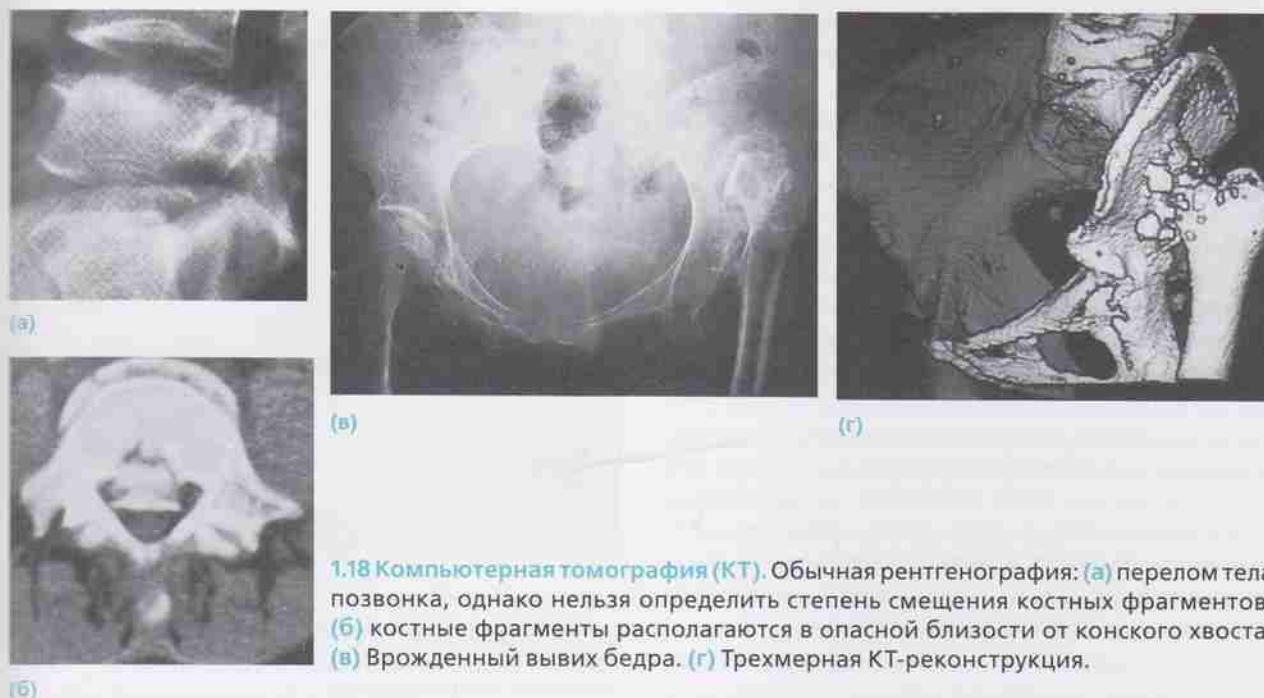 (а)
(в)
(г)
1.18 Компьютерная томография (КТ). Обычная рентгенография: (а) перелом тела
позвонка, однако нельзя определить степень смещения костных фрагментов
(б) костные фрагменты располагаются в опасной близости от конского хвоста
(в) Врожденный вывих бедра. (г) Трехмерная КТ-реконструкция.
(б)